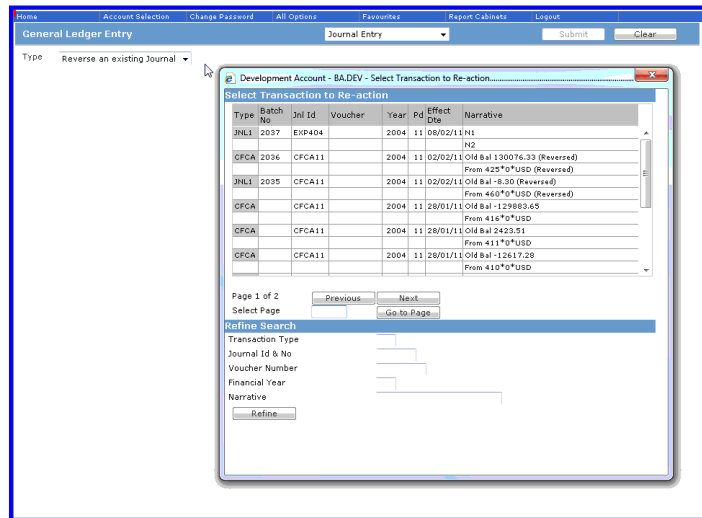 Home Account Selection Change Password All Options Favourites Report Cabinets Logout
General Ledger Entry Journal Entry Submit Clear
Type Reverse an existing Journal
Development Account - BA.DEV - Select Transaction to Re-action...
Select Transaction to Re-action
Type Batch No Jnl Id Voucher Year Pd Effect Dte Narrative
JNL1 2037 EXP404 2004 11 08/02/11 N1
N2
CFCA 2036 CFCA11 2004 11 02/02/11 Old Bal 130076.33 (Reversed)
From 425*0*USD (Reversed)
JNL1 2035 CFCA11 2004 11 02/02/11 Old Bal -8.30 (Reversed)
From 460*0*USD (Reversed)
CFCA CFCA11 2004 11 28/01/11 Old Bal -129883.65
From 416*0*USD
CFCA CFCA11 2004 11 28/01/11 Old Bal 2423.51
From 411*0*USD
CFCA CFCA11 2004 11 28/01/11 Old Bal -12617.28
From 410*0*USD
Page 1 of 2 Previous Next
Select Page Go to Page
Refine Search
Transaction Type
Journal Id & No
Voucher Number
Financial Year
Narrative
Refine